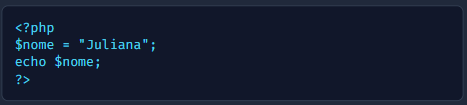 <?php
$nome = "Juliana";
echo $nome;
?>